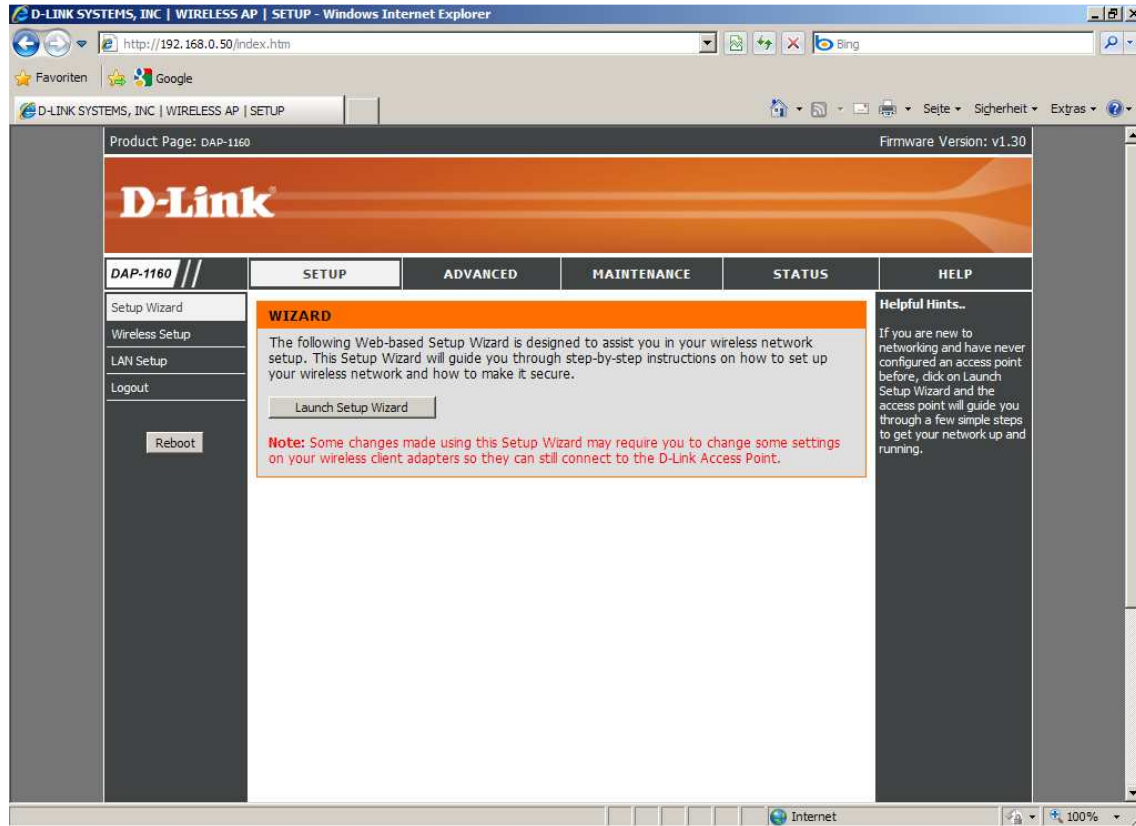 D-LINK SYSTEMS, INC | WIRELESS AP | SETUP - Windows Internet Explorer
http://192.168.0.50/index.htm
Bing
Favoriten
Google
D-LINK SYSTEMS, INC | WIRELESS AP | SETUP
Seite
Sicherheit
Extras
Product Page: DAP-1160
Firmware Version: v1.30
D-Link
DAP-1160
SETUP
ADVANCED
MAINTENANCE
STATUS
HELP
Setup Wizard
Wireless Setup
LAN Setup
Logout
Reboot
WIZARD
The following Web-based Setup Wizard is designed to assist you in your wireless network
setup. This Setup Wizard will guide you through step-by-step instructions on how to set up
your wireless network and how to make it secure.
Launch Setup Wizard
Note: Some changes made using this Setup Wizard may require you to change some settings
on your wireless client adapters so they can still connect to the D-Link Access Point.
Helpful Hints..
If you are new to
networking and have never
configured an access point
before, click on Launch
Setup Wizard and the
access point will guide you
through a few simple steps
to get your network up and
running.
Internet
100%